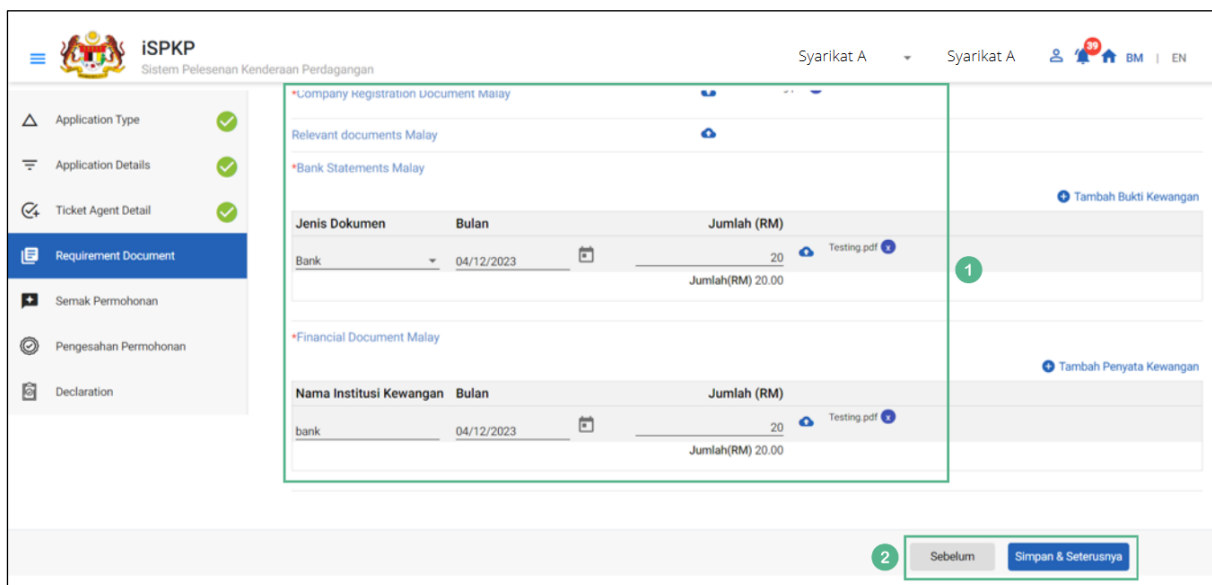 iSPKP
Sistem Pelesenan Kenderaan Perdagangan
Syarikat A
Syarikat A
39
BM | EN
Application Type
Application Details
Ticket Agent Detail
Requirement Document
Semak Permohonan
Pengesahan Permohonan
Declaration
*Company Registration Document Malay
Relevant documents Malay
*Bank Statements Malay
Tambah Bukti Kewangan
Jenis Dokumen Bulan Jumlah (RM)
Bank 04/12/2023 20 Testing.pdf x
Jumlah(RM) 20.00
1
*Financial Document Malay
Tambah Penyata Kewangan
Nama Institusi Kewangan Bulan Jumlah (RM)
bank 04/12/2023 20 Testing.pdf x
Jumlah(RM) 20.00
2
Sebelum
Simpan & Seterusnya